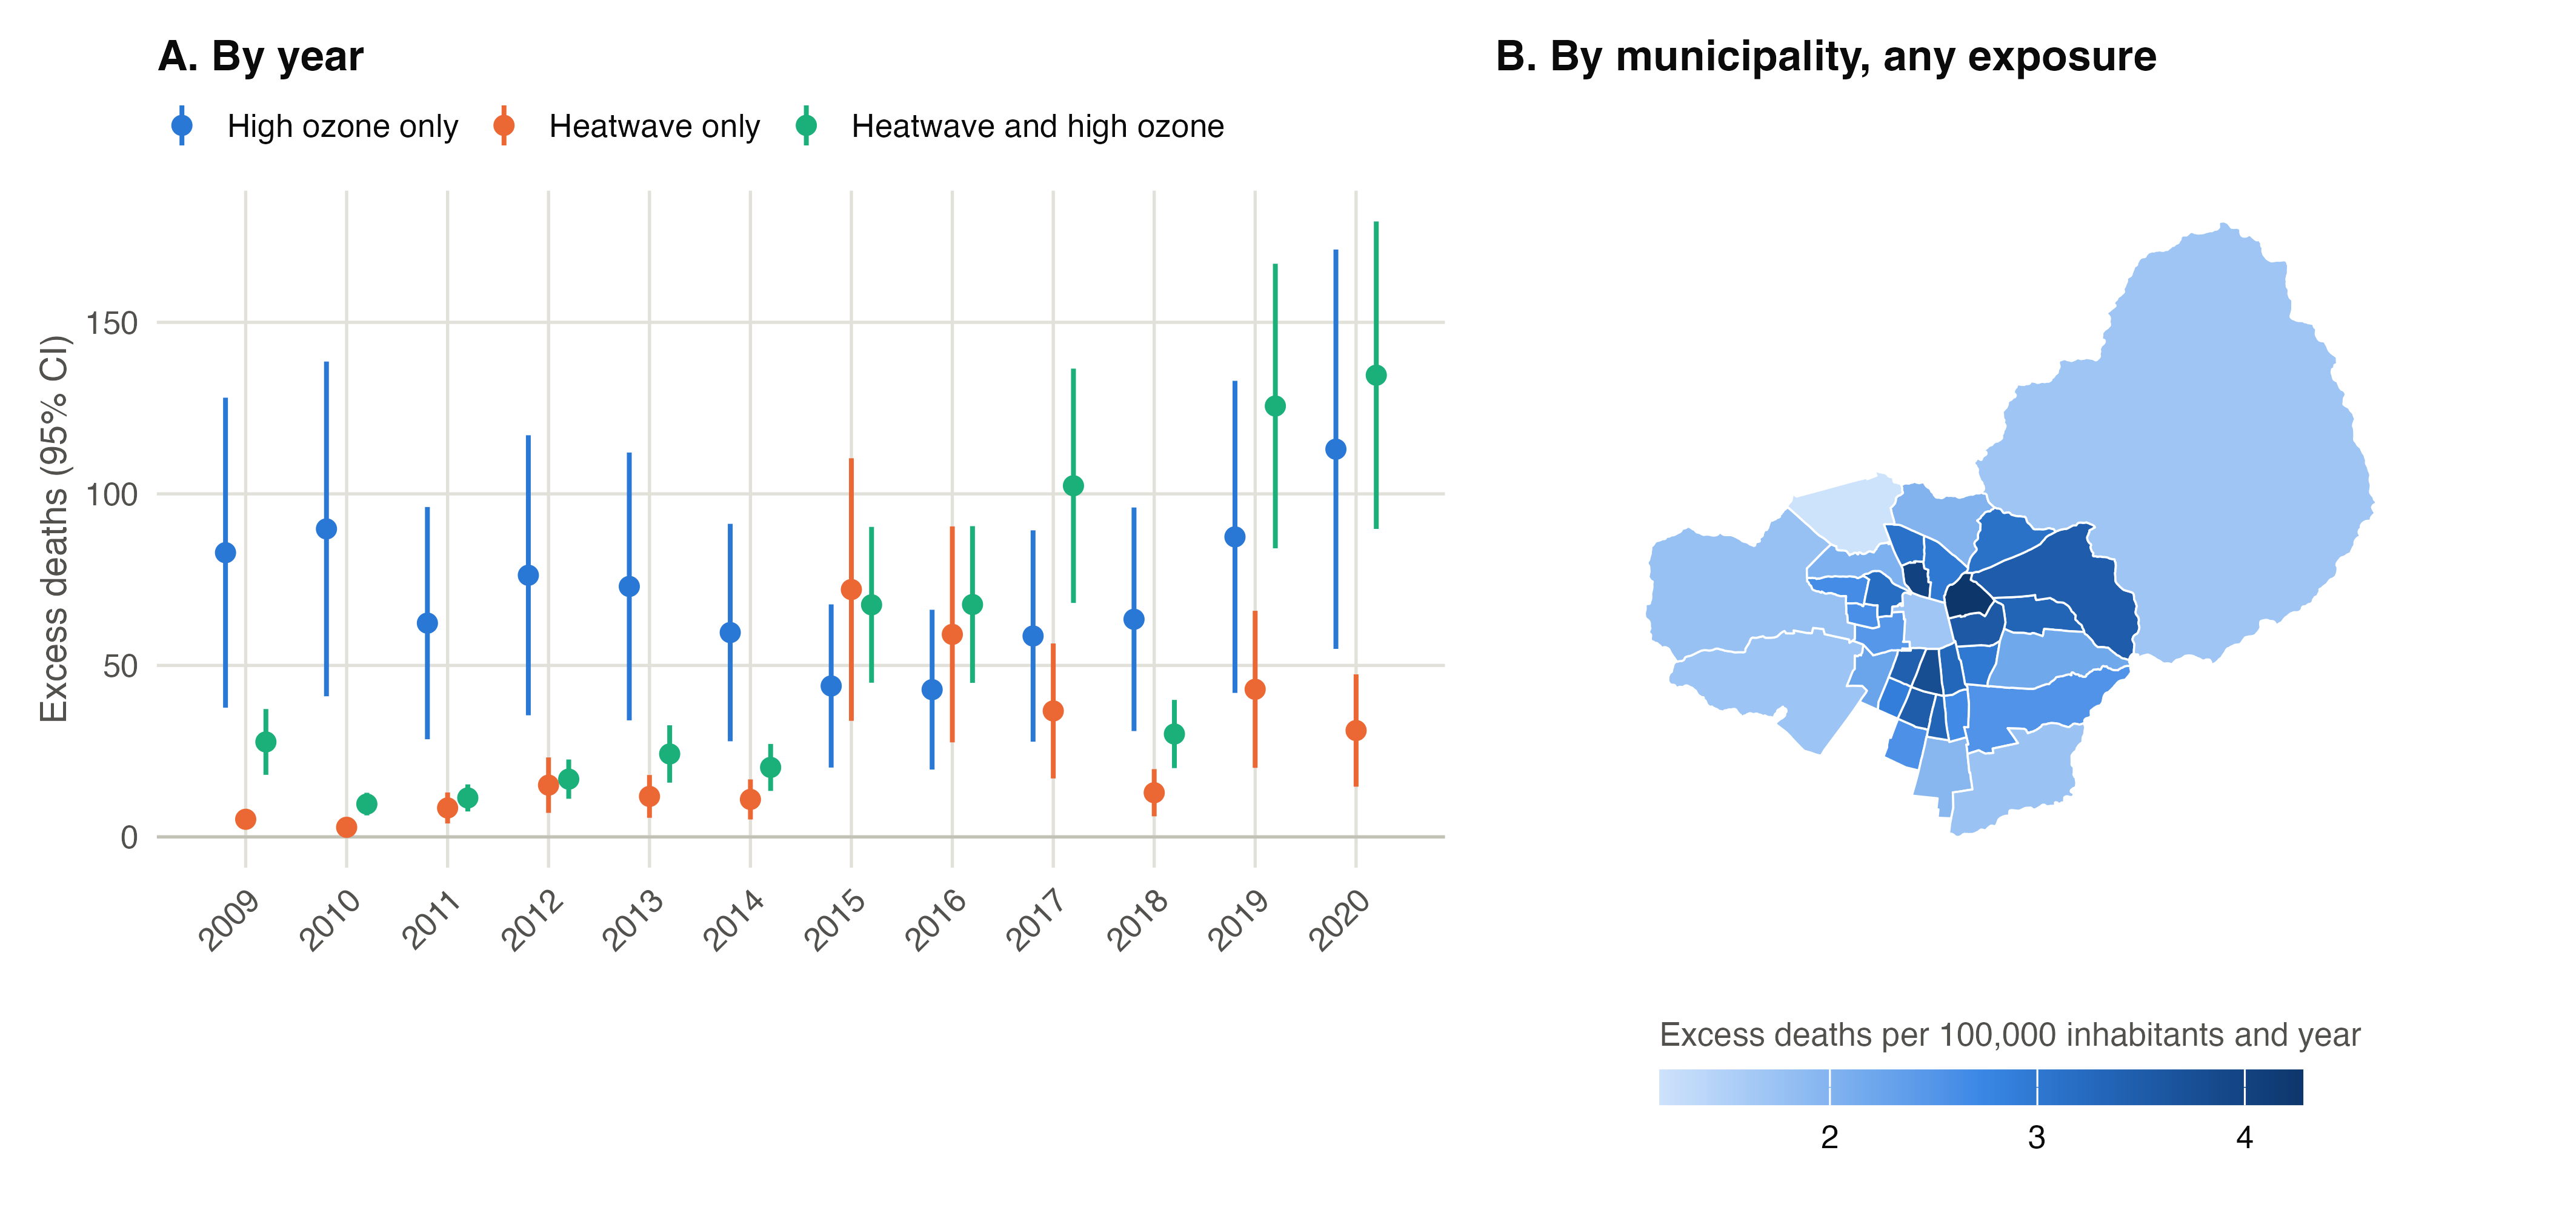 A. By year
High ozone only
Heatwave only
Heatwave and high ozone
Excess deaths (95% CI)
150
100
50
0
2009
2010
2011
2012
2013
2014
2015
2016
2017
2018
2019
2020
B. By municipality, any exposure
Excess deaths per 100,000 inhabitants and year
2
3
4